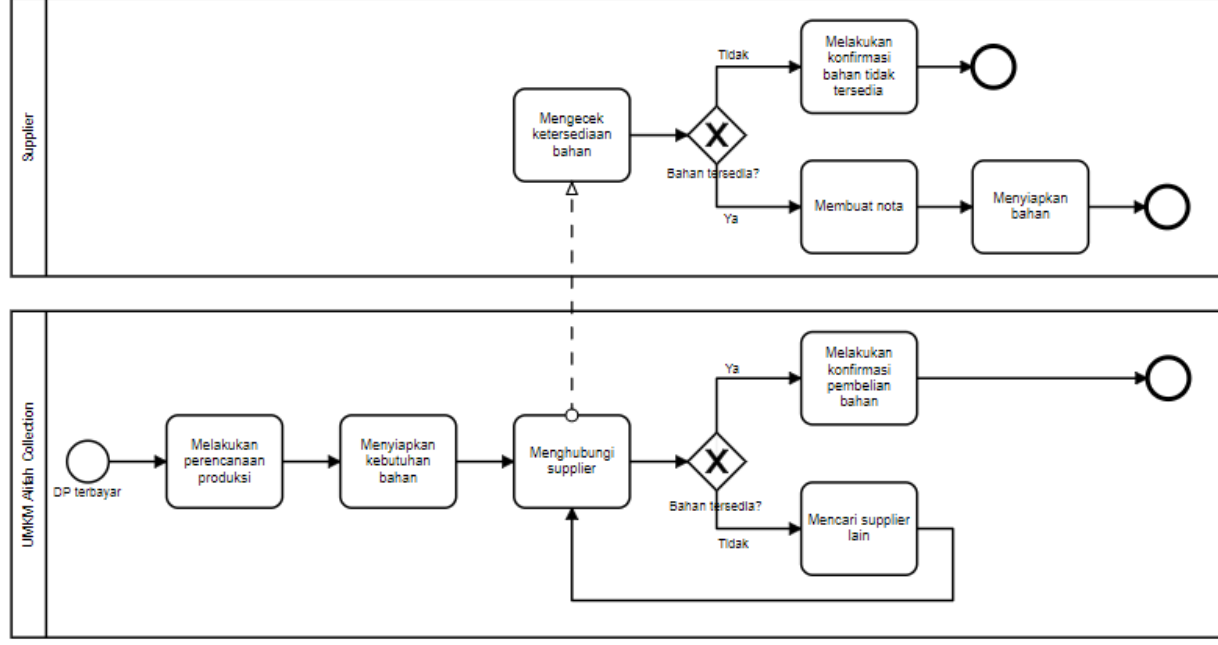 Supplier
Mengecek
ketersediaan
bahan
Bahan tersedia?
Tidak
Melakukan
konfirmasi
bahan tidak
tersedia
Ya
Membuat nota
Menyiapkan
bahan
UMKM Alifah Collection
DP terbayar
Melakukan
perencanaan
produksi
Menyiapkan
kebutuhan
bahan
Menghubungi
supplier
Bahan tersedia?
Ya
Melakukan
konfirmasi
pembelian
bahan
Tidak
Mencari supplier
lain